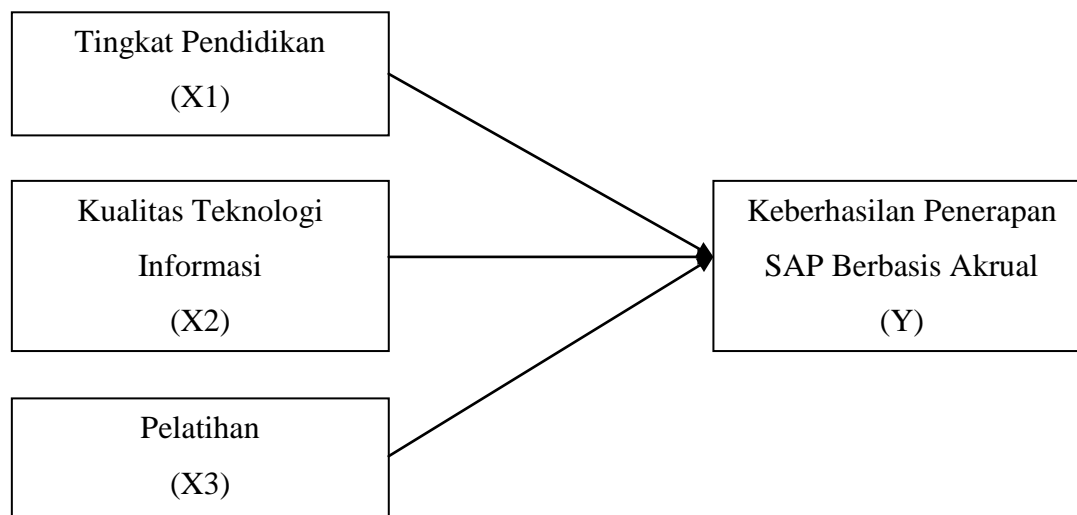 Tingkat Pendidikan
(X1)
Kualitas Teknologi
Informasi
(X2)
Pelatihan
(X3)
Keberhasilan Penerapan
SAP Berbasis Akrual
(Y)